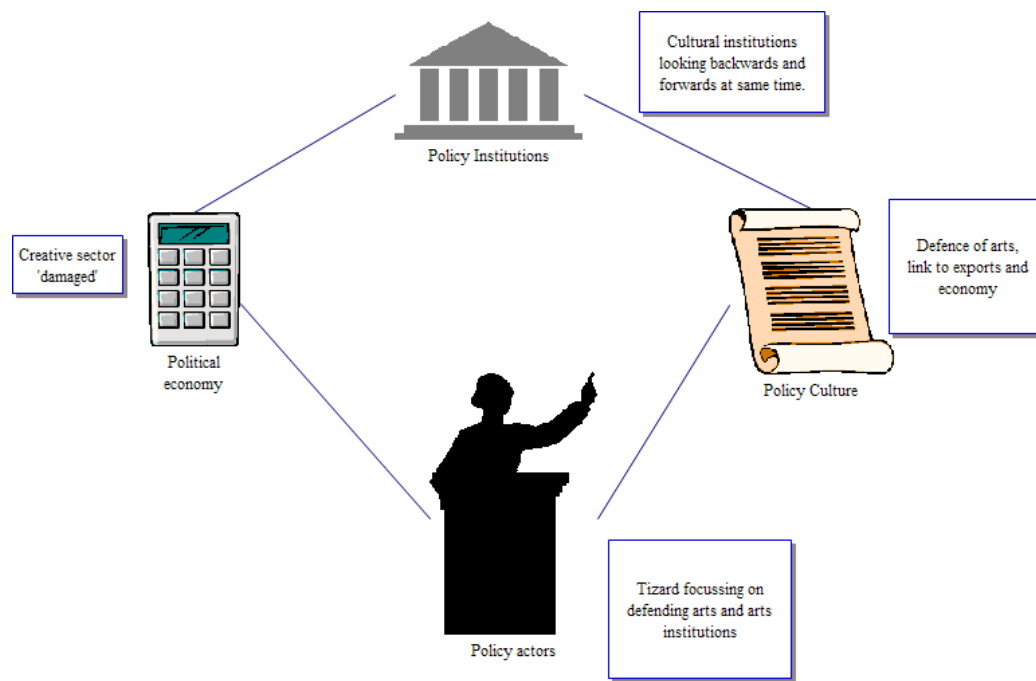 Cultural institutions
looking backwards and
forwards at same time.
Policy Institutions
Creative sector
'damaged'
Political
economy
Defence of arts,
link to exports and
economy
Policy Culture
Tizard focussing on
defending arts and arts
institutions
Policy actors